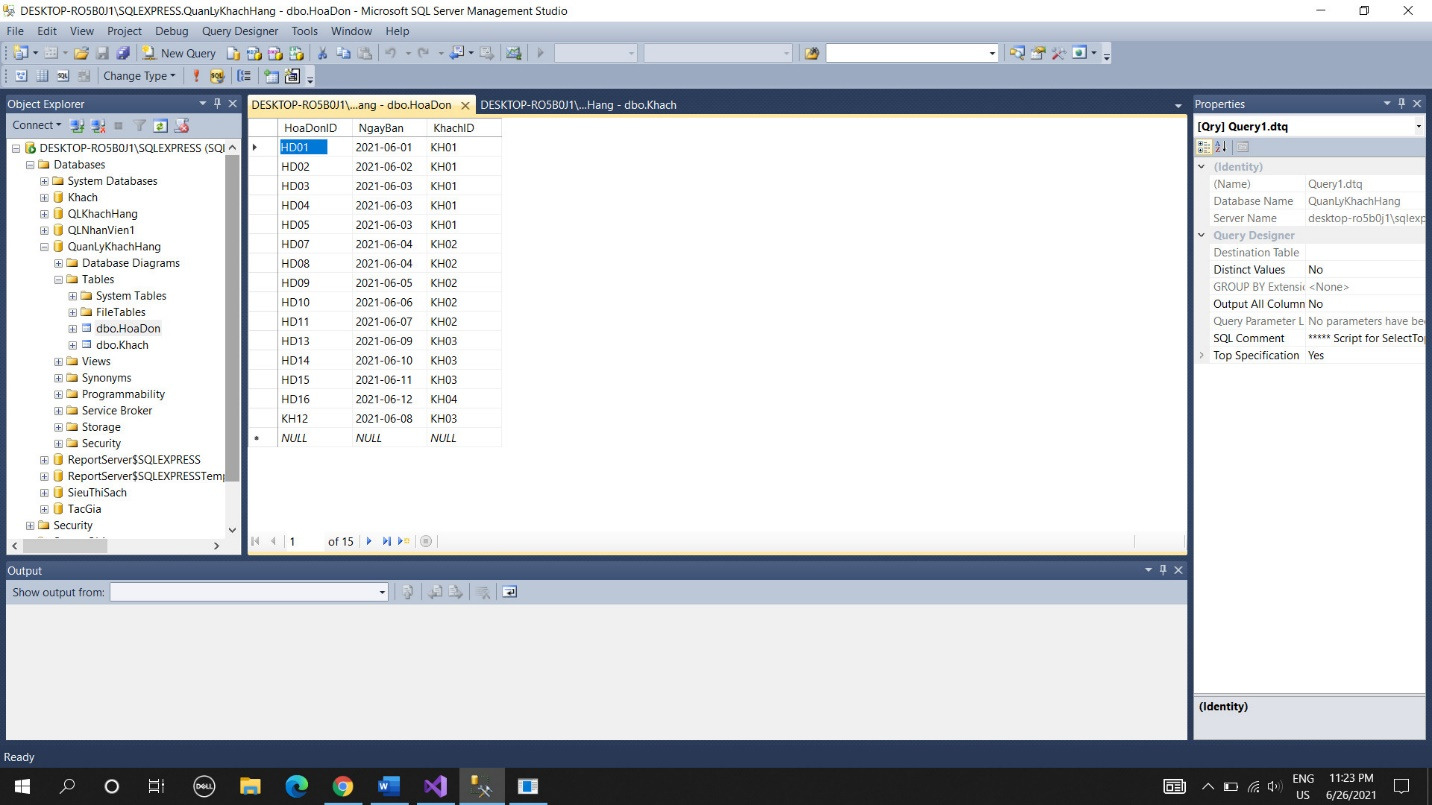 DESKTOP-RO5B0J1\SQLEXPRESS.QuanLyKhachHang - dbo.HoaDon - Microsoft SQL Server Management Studio
File Edit View Project Debug Query Designer Tools Window Help
New Query
Change Type
Object Explorer
Connect
DESKTOP-RO5B0J1\SQLEXPRESS (SQl
Databases
System Databases
Khach
QLKhachHang
QLNhanVien1
QuanLyKhachHang
Database Diagrams
Tables
System Tables
FileTables
dbo.HoaDon
dbo.Khach
Views
Synonyms
Programmability
Service Broker
Storage
Security
ReportServer$SQLEXPRESS
ReportServer$SQLEXPRESSTemp
SieuThiSach
TacGia
Security
DESKTOP-RO5B0J1\...ang - dbo.HoaDon DESKTOP-RO5B0J1\...Hang - dbo.Khach
HoaDonID NgayBan KhachID
HD01 2021-06-01 KH01
HD02 2021-06-02 KH01
HD03 2021-06-03 KH01
HD04 2021-06-03 KH01
HD05 2021-06-03 KH01
HD07 2021-06-04 KH02
HD08 2021-06-04 KH02
HD09 2021-06-05 KH02
HD10 2021-06-06 KH02
HD11 2021-06-07 KH02
HD13 2021-06-09 KH03
HD14 2021-06-10 KH03
HD15 2021-06-11 KH03
HD16 2021-06-12 KH04
KH12 2021-06-08 KH03
NULL NULL NULL
1 of 15
Output
Show output from:
Properties
[Qry] Query1.dtq
(Identity)
(Name) Query1.dtq
Database Name QuanLyKhachHang
Server Name desktop-ro5b0j1\sqlexp
Query Designer
Destination Table
Distinct Values No
GROUP BY Extensi <None>
Output All Column No
Query Parameter L No parameters have be
SQL Comment ***** Script for SelectTo
Top Specification Yes
(Identity)
Ready
DELL
ENG
US
11:23 PM
6/26/2021